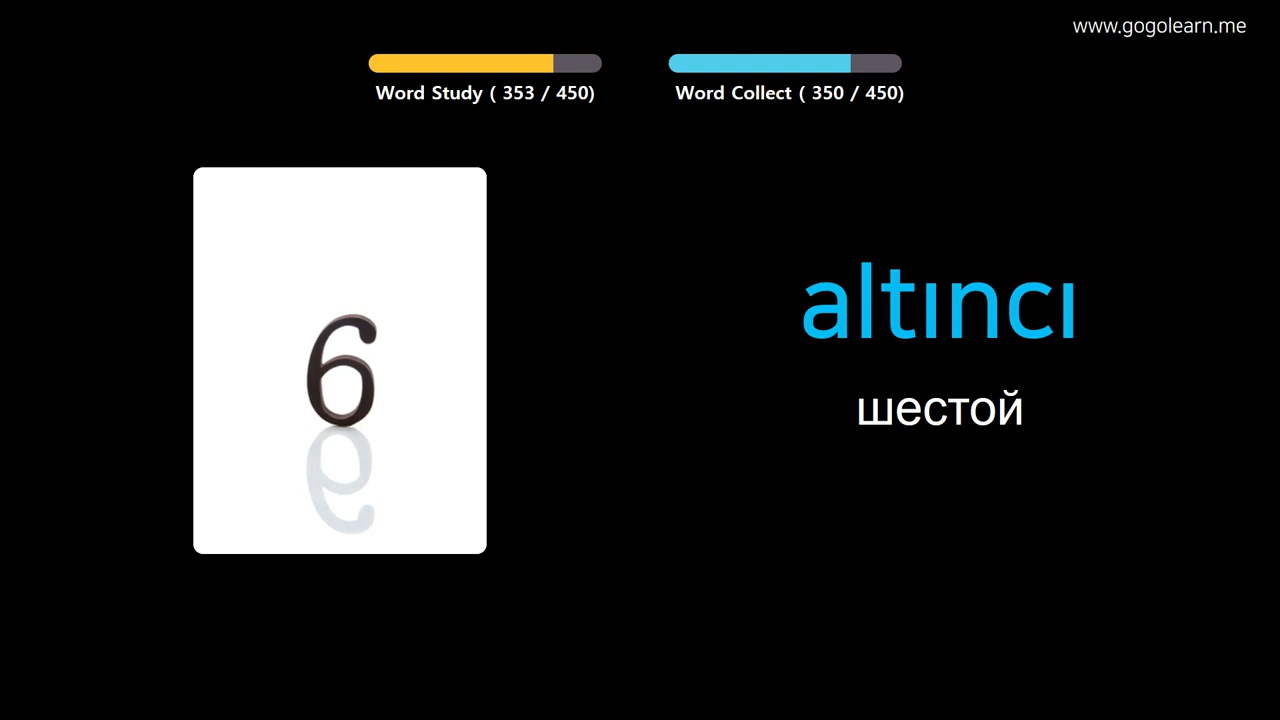 www.gogolearn.me
Word Study ( 353 / 450)
Word Collect ( 350 / 450)
6
altıncı
шестой